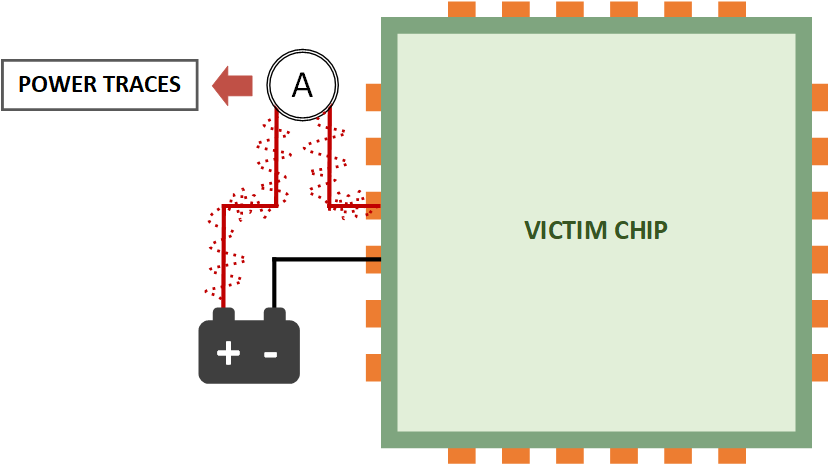 POWER TRACES
A
VICTIM CHIP
+ -